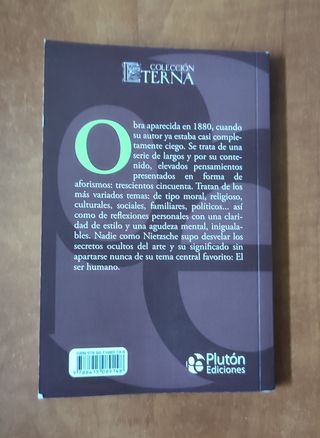 COLECCIÓN
ETERNA
Obra aparecida en 1880, cuando
su autor ya estaba casi comple-
tamente ciego. Se trata de una
serie de largos y por su conte-
nido, elevados pensamientos
presentados en forma de
aforismos: trescientos cincuenta. Tratan de los
más variados temas: de tipo moral, religioso,
culturales, sociales, familiares, políticos... así
como de reflexiones personales con una clari-
dad de estilo y una agudeza mental, iniguala-
bles. Nadie como Nietzsche supo desvelar los
secretos ocultos del arte y su significado sin
apartarse nunca de su tema central favorito: El
ser humano.
Plutón
Ediciones